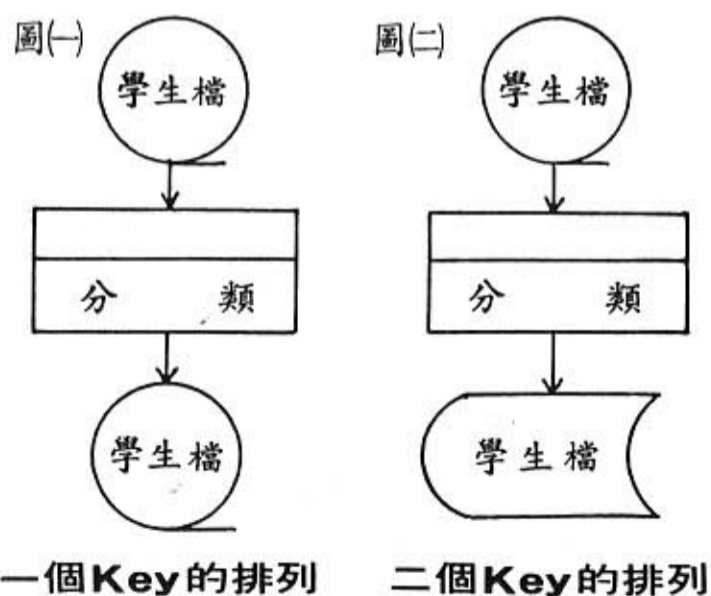 圖(一)
學生檔
分類
學生檔
一個Key的排列
圖(二)
學生檔
分類
學生檔
二個Key的排列